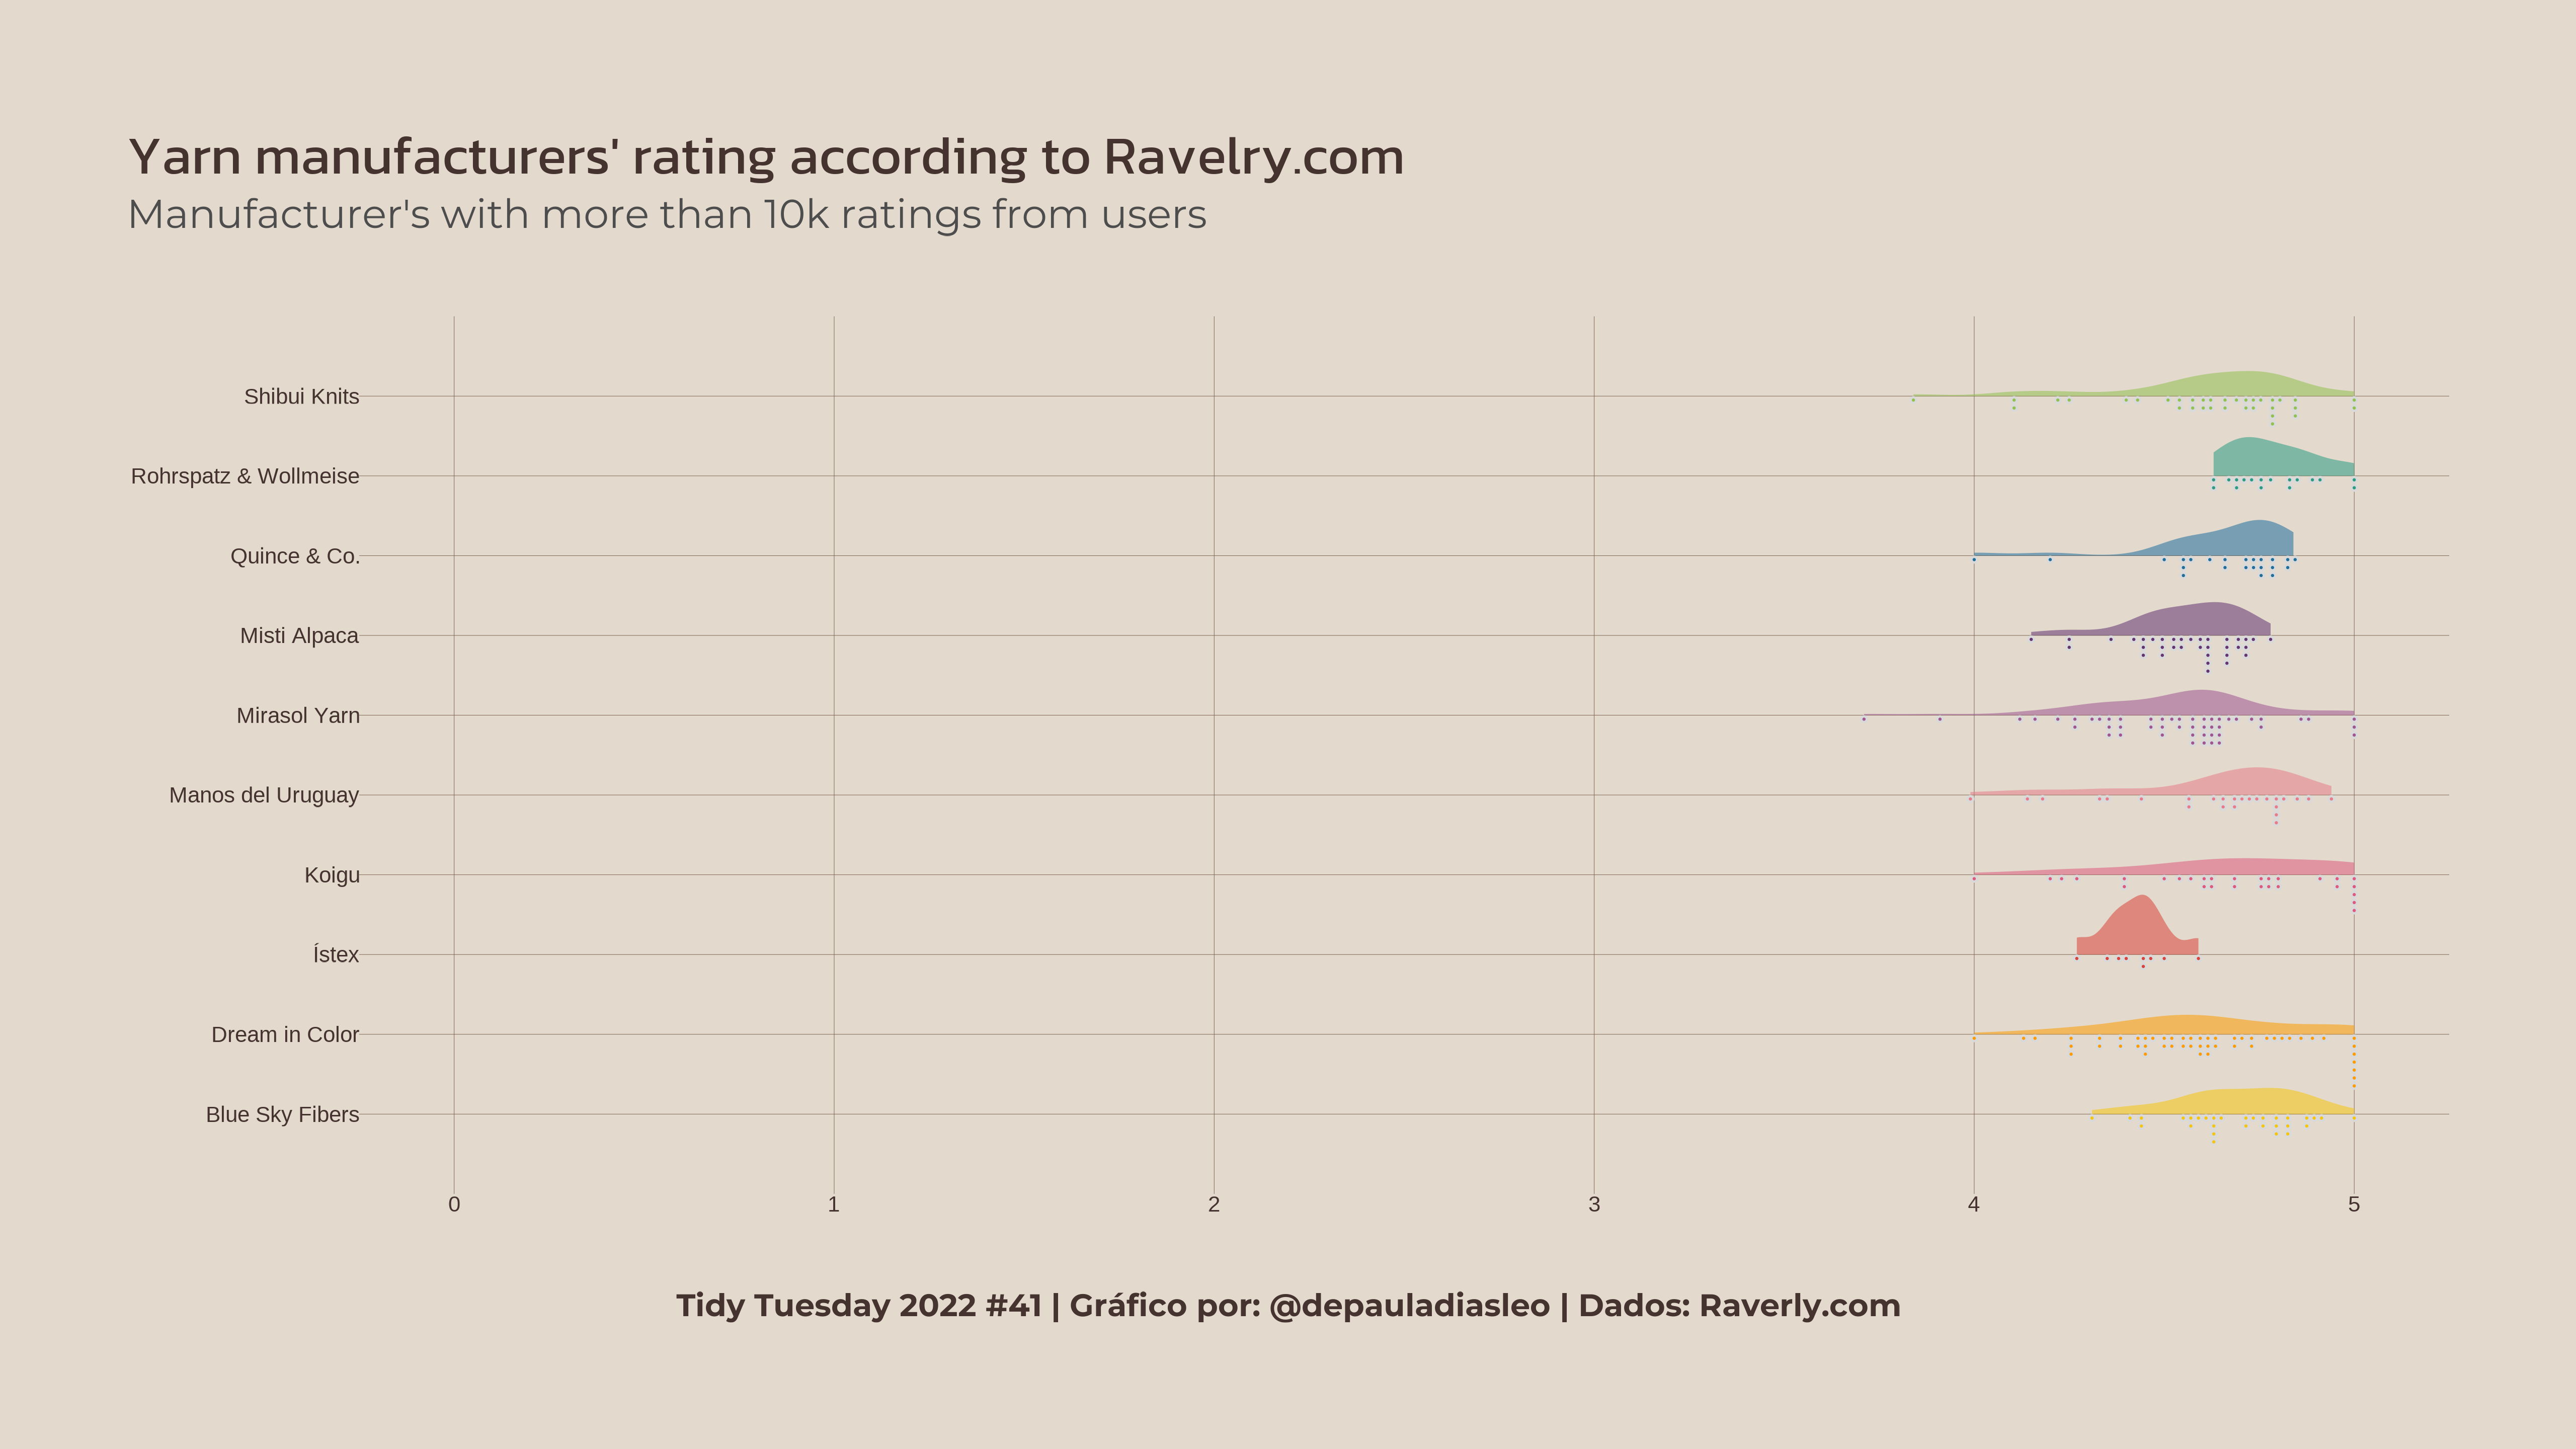 Yarn manufacturers' rating according to Ravelry.com
Manufacturer's with more than 10k ratings from users
Shibui Knits
Rohrspatz & Wollmeise
Quince & Co.
Misti Alpaca
Mirasol Yarn
Manos del Uruguay
Koigu
Ístex
Dream in Color
Blue Sky Fibers
0 1 2 3 4 5
Tidy Tuesday 2022 #41 | Gráfico por: @depauladiasleo | Dados: Raverly.com